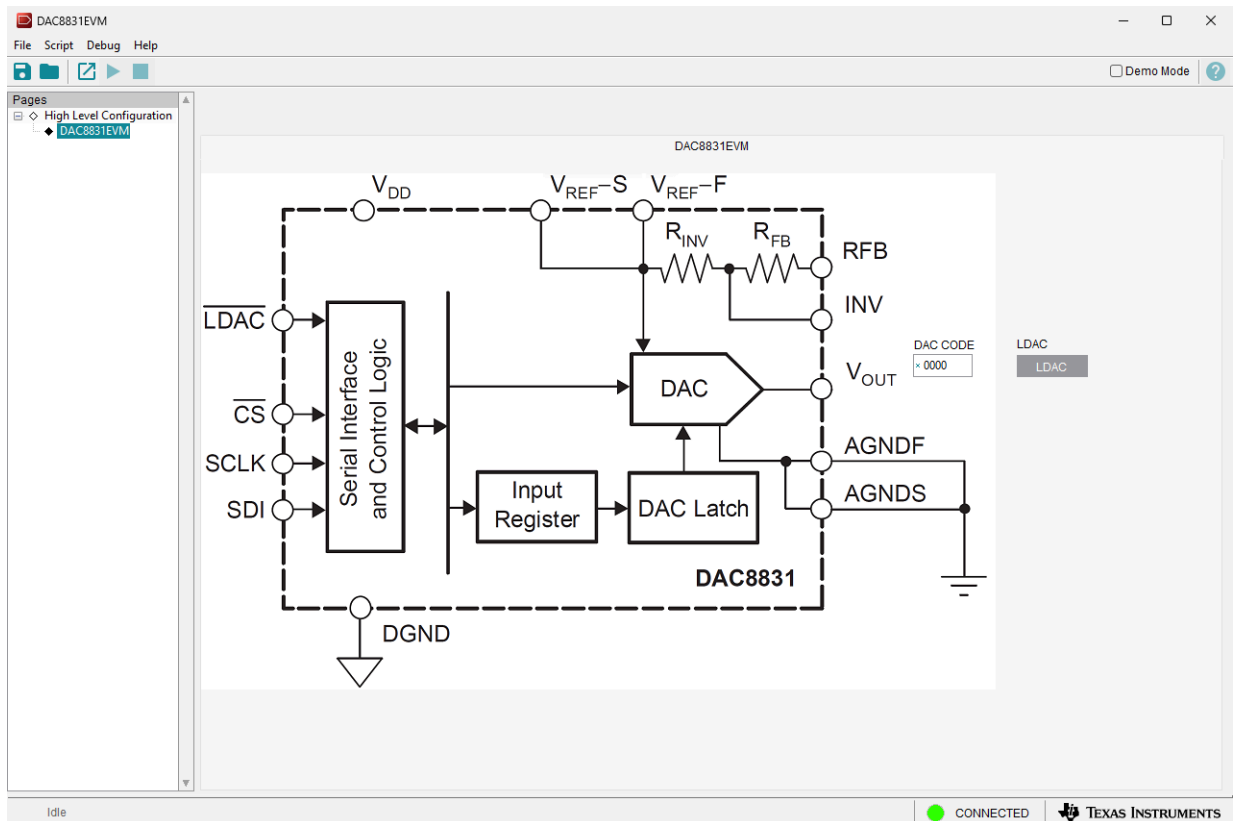 DAC8831EVM
File Script Debug Help
Demo Mode
?
Pages
High Level Configuration
DAC8831EVM
DAC8831EVM
VDD
VREF–S
VREF–F
RINV
RFB
RFB
INV
LDAC
CS
SCLK
SDI
Serial Interface
and Control Logic
DAC
DAC CODE
× 0000
LDAC
LDAC
VOUT
AGNDF
AGNDS
Input
Register
DAC Latch
DAC8831
DGND
Idle
CONNECTED
TEXAS INSTRUMENTS